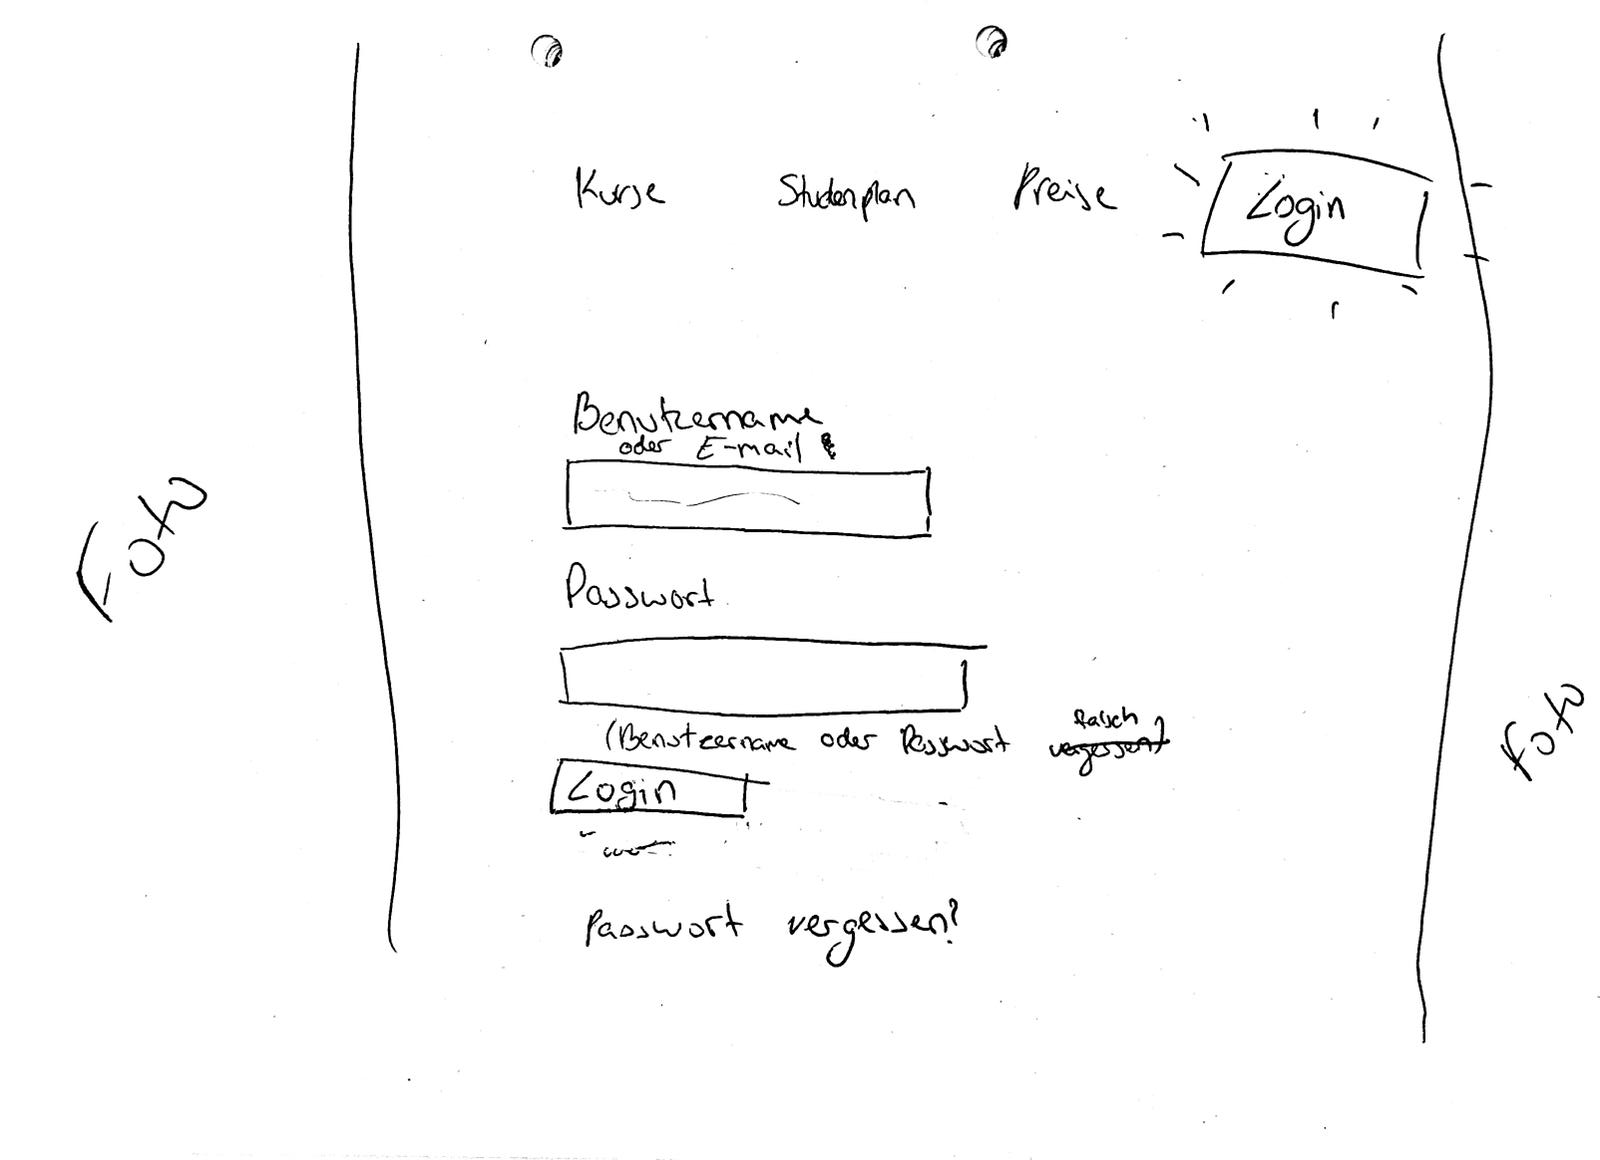 Kurse Studenplan Preise Login
Benutzername
oder E-mail
Foto
Passwort
Foto
falsch
(Benutzername oder Passwort vergessen)
Login
Passwort vergessen?